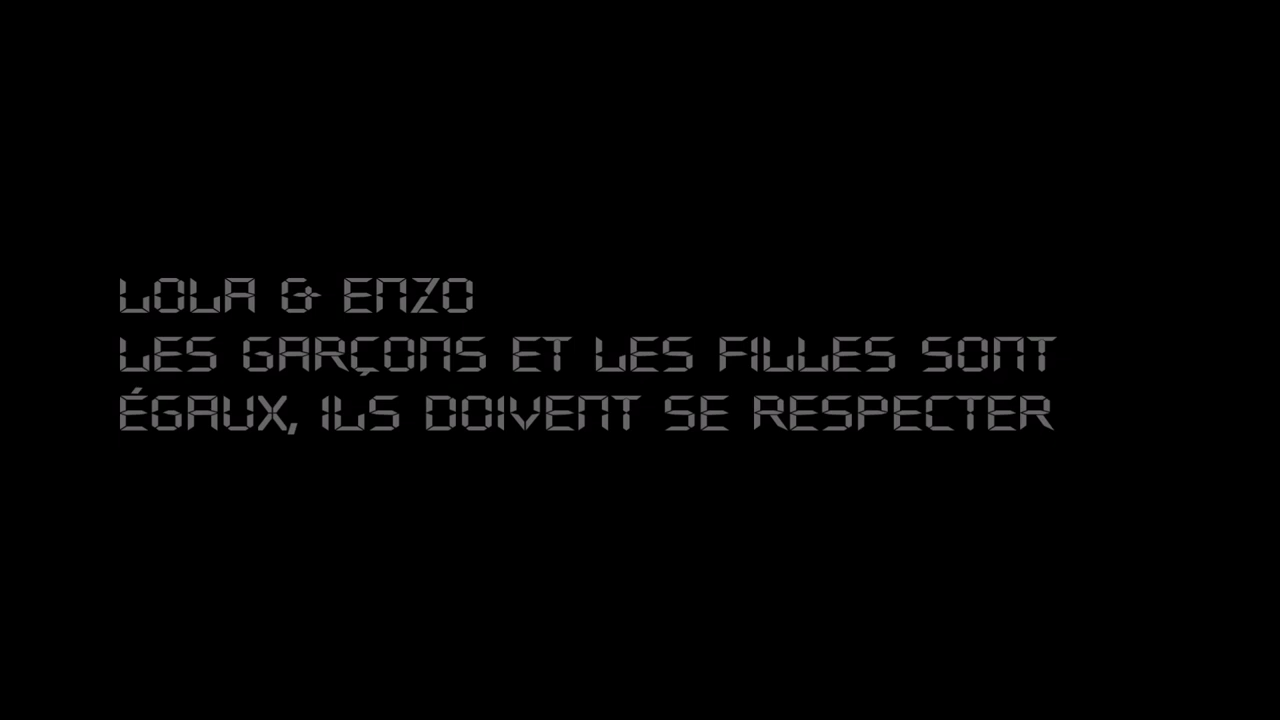 LOLA & ENZO
LES GARÇONS ET LES FILLES SONT
ÉGAUX, ILS DOIVENT SE RESPECTER